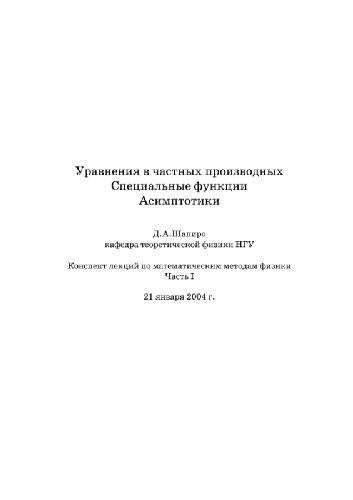 Уравнения в частных производных
Специальные функции
Асимптотики
Д.А.Шапиро
кафедра теоретической физики НГУ
Конспект лекций по математическим методам физики
Часть I
21 января 2004 г.